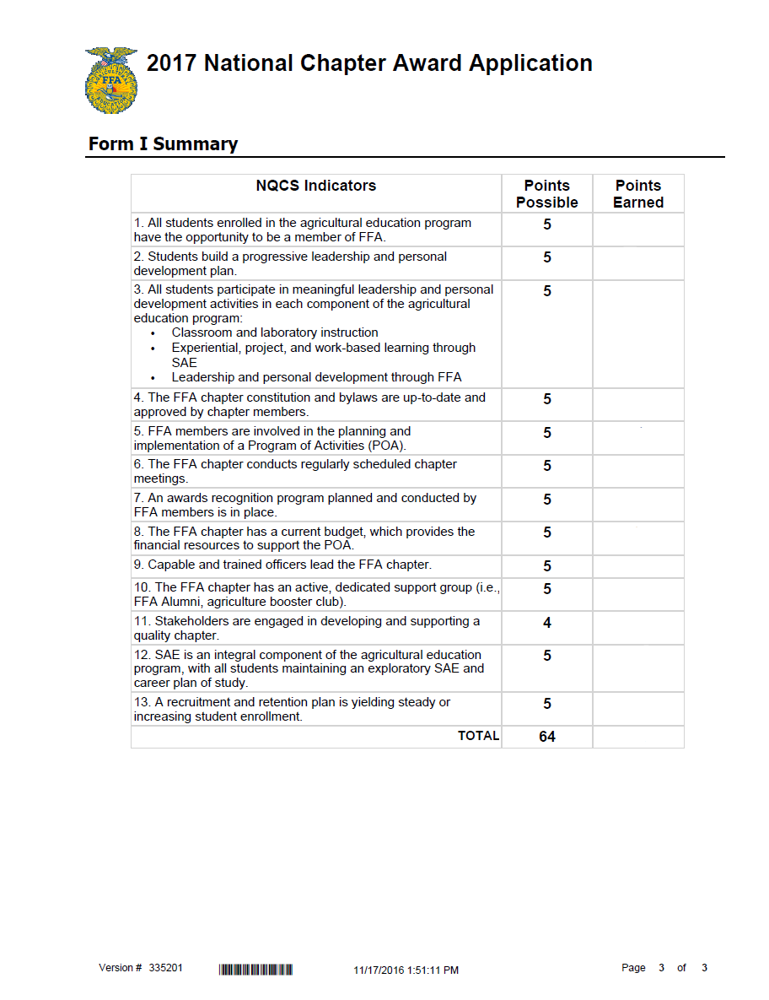 2017 National Chapter Award Application
FFA
Form I Summary
NQCS Indicators
Points Possible
Points Earned
1. All students enrolled in the agricultural education program
have the opportunity to be a member of FFA.
5
2. Students build a progressive leadership and personal
development plan.
5
3. All students participate in meaningful leadership and personal
development activities in each component of the agricultural
education program:
• Classroom and laboratory instruction
• Experiential, project, and work-based learning through
SAE
• Leadership and personal development through FFA
5
4. The FFA chapter constitution and bylaws are up-to-date and
approved by chapter members.
5
5. FFA members are involved in the planning and
implementation of a Program of Activities (POA).
5
6. The FFA chapter conducts regularly scheduled chapter
meetings.
5
7. An awards recognition program planned and conducted by
FFA members is in place.
5
8. The FFA chapter has a current budget, which provides the
financial resources to support the POA.
5
9. Capable and trained officers lead the FFA chapter.
5
10. The FFA chapter has an active, dedicated support group (i.e.,
FFA Alumni, agriculture booster club).
5
11. Stakeholders are engaged in developing and supporting a
quality chapter.
4
12. SAE is an integral component of the agricultural education
program, with all students maintaining an exploratory SAE and
career plan of study.
5
13. A recruitment and retention plan is yielding steady or
increasing student enrollment.
5
TOTAL 64
Version # 335201
11/17/2016 1:51:11 PM
Page 3 of 3